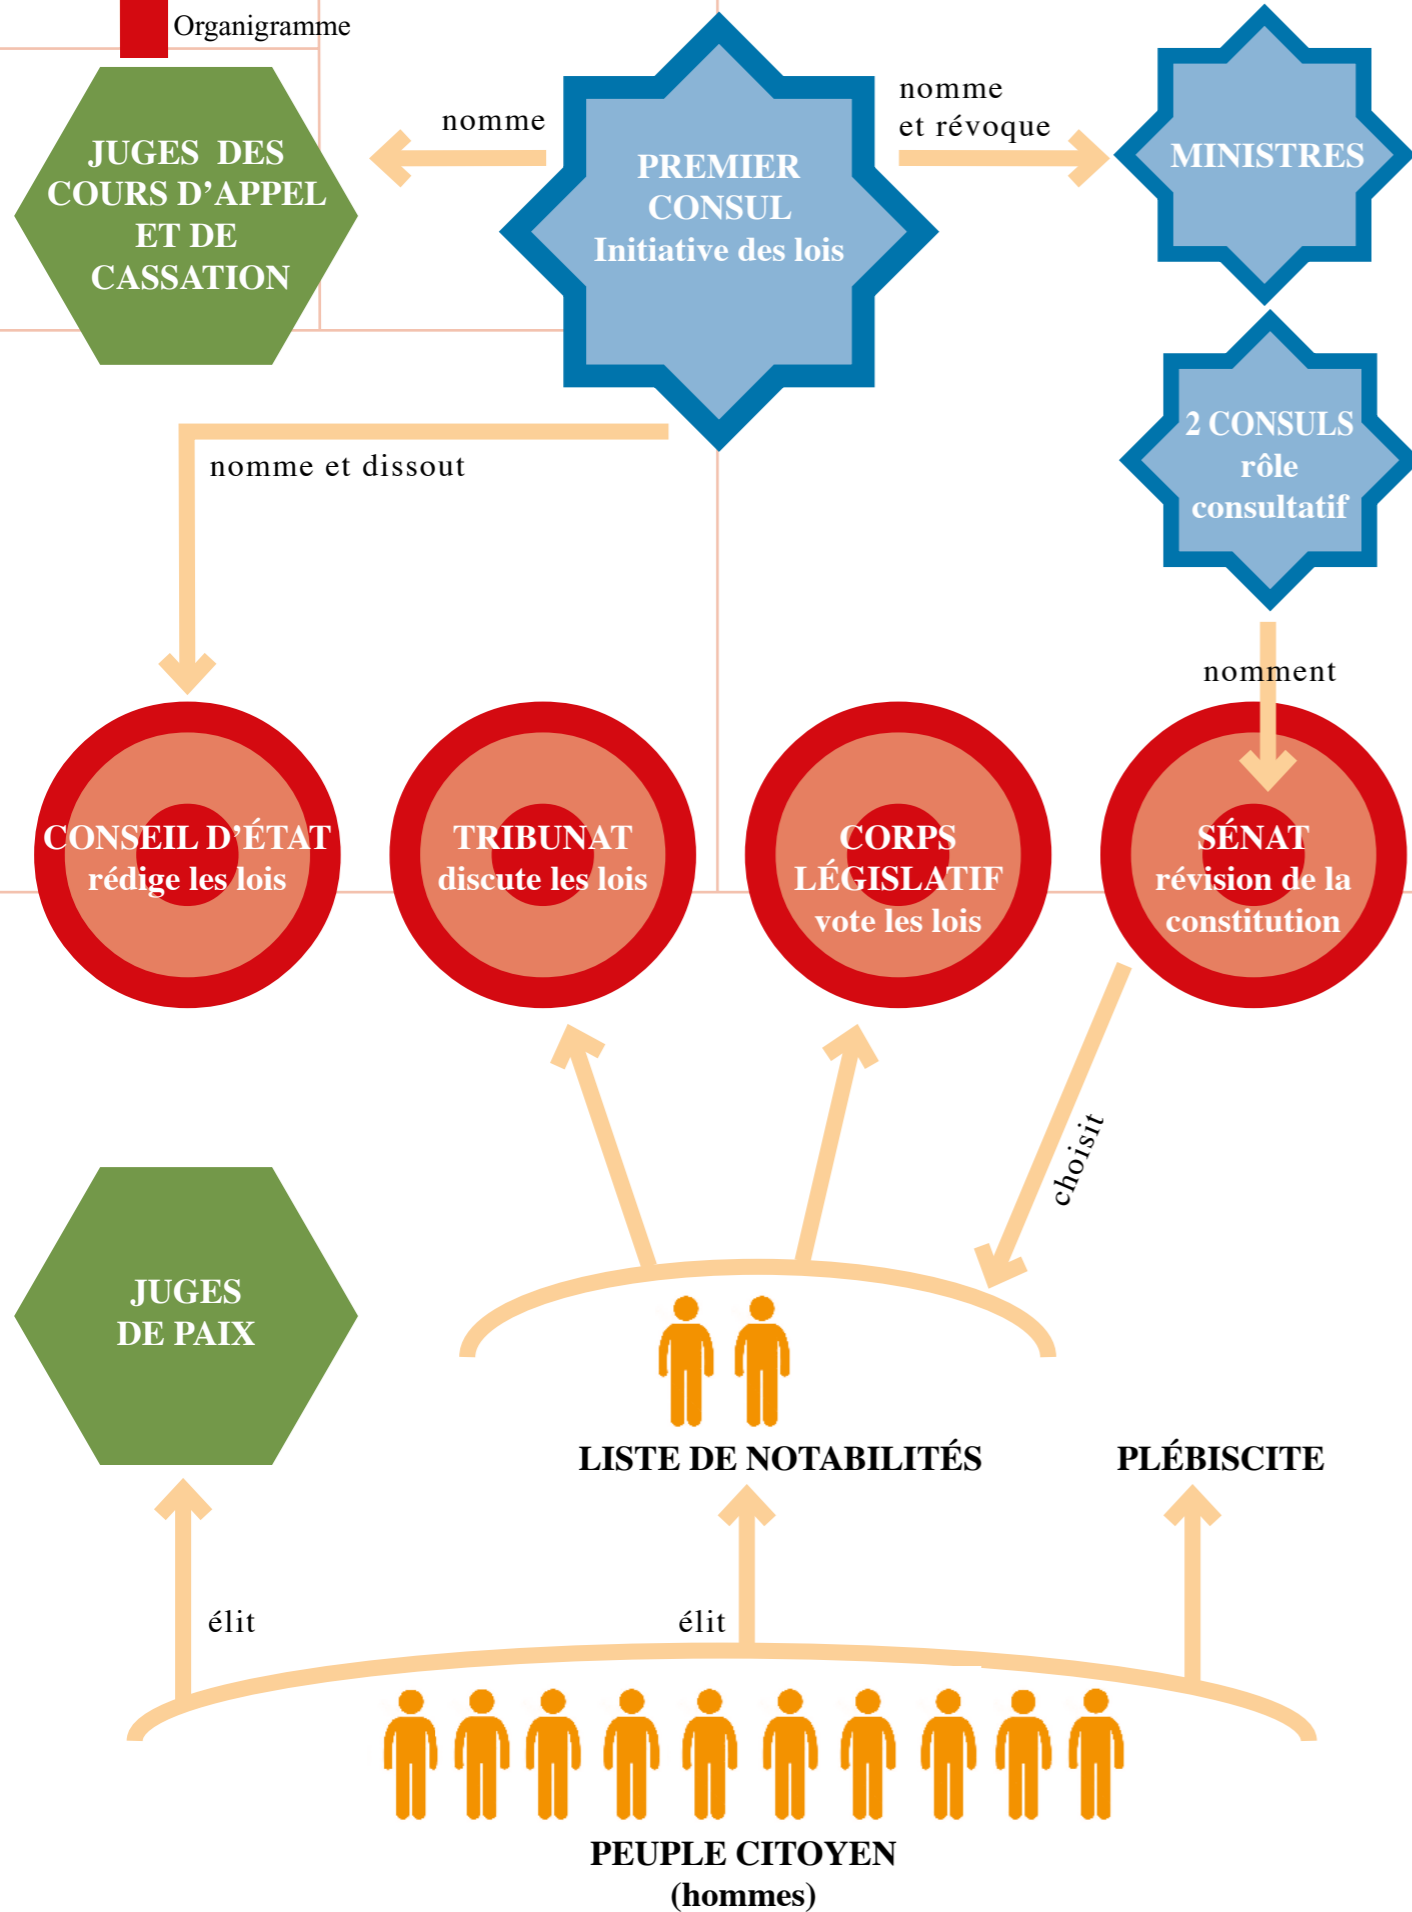 Organigramme
JUGES DES
COURS D’APPEL
ET DE
CASSATION
nomme
PREMIER
CONSUL
Initiative des lois
nomme
et révoque
MINISTRES
2 CONSULS
rôle
consultatif
nomme et dissout
nomment
CONSEIL D’ÉTAT
rédige les lois
TRIBUNAT
discute les lois
CORPS
LÉGISLATIF
vote les lois
SÉNAT
révision de la
constitution
choisit
JUGES
DE PAIX
LISTE DE NOTABILITÉS
PLÉBISCITE
élit
élit
PEUPLE CITOYEN
(hommes)